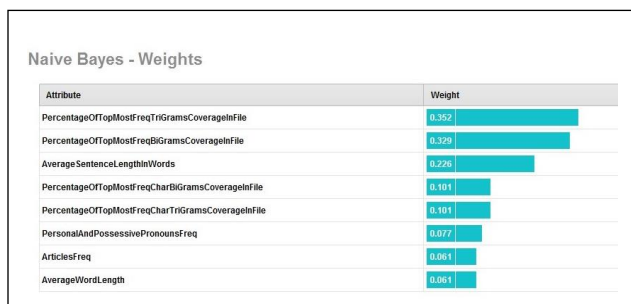 Naive Bayes - Weights
Attribute Weight
PercentageOfTopMostFreqTriGramsCoverageInFile 0.352
PercentageOfTopMostFreqBiGramsCoverageInFile 0.329
AverageSentenceLengthInWords 0.226
PercentageOfTopMostFreqCharBiGramsCoverageInFile 0.101
PercentageOfTopMostFreqCharTriGramsCoverageInFile 0.101
PersonalAndPossessivePronounsFreq 0.077
ArticlesFreq 0.061
AverageWordLength 0.061